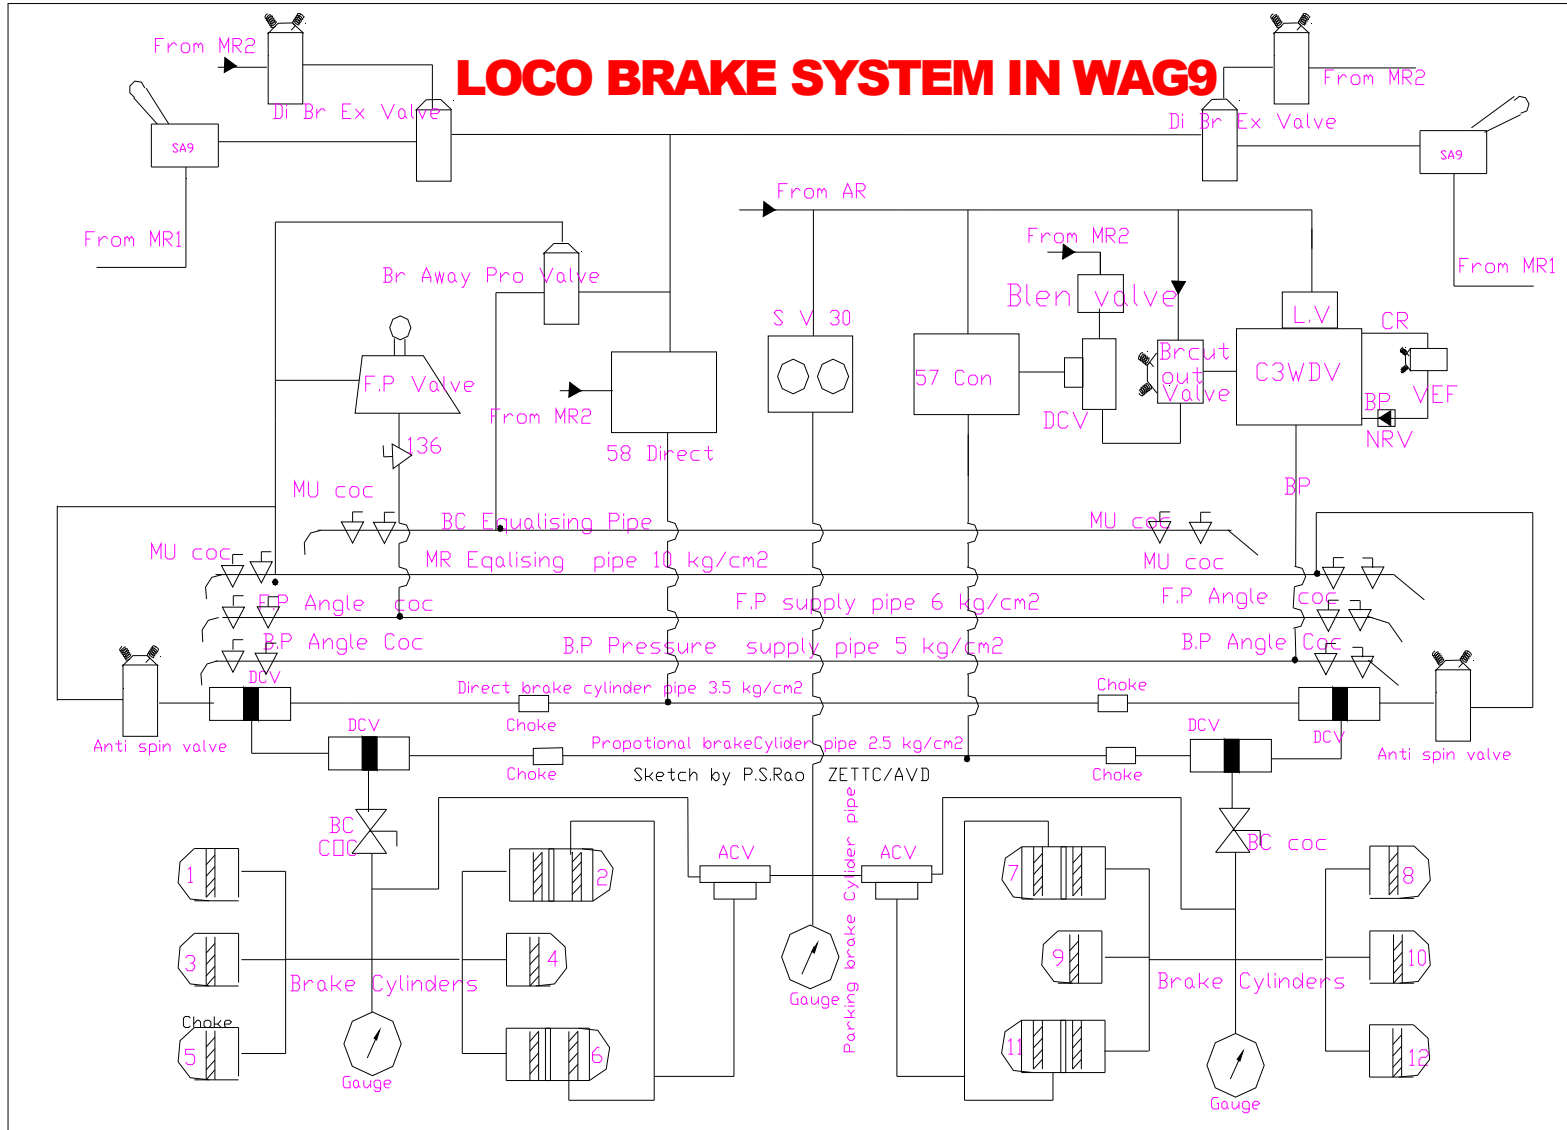 From MR2
LOCO BRAKE SYSTEM IN WAG9
From MR2
Di Br Ex Valve
Di Br Ex Valve
SA9
SA9
From AR
From MR1
From MR2
From MR1
Br Away Pro Valve
Blen valve
S V 30
L.V
CR
F.P Valve
57 Con
Brcut
out
Valve
C3WDV
VEF
BP
From MR2
DCV
NRV
136
58 Direct
MU coc
BP
BC Equalising Pipe
MU coc
MU coc
MR Eqalising pipe 10 kg/cm2
MU coc
F.P Angle coc
F.P supply pipe 6 kg/cm2
F.P Angle coc
B.P Angle Coc
B.P Pressure supply pipe 5 kg/cm2
B.P Angle Coc
DCV
Direct brake cylinder pipe 3.5 kg/cm2
Choke
Choke
DCV
DCV
DCV
Anti spin valve
Propotional brakeCylider pipe 2.5 kg/cm2
Anti spin valve
Choke
Choke
Sketch by P.S.Rao ZETTC/AVD
Parking brake Cylider pipe
BC
C□C
BC coc
ACV
ACV
1
2
7
8
3
4
9
10
Brake Cylinders
Brake Cylinders
Gauge
Choke
5
6
11
12
Gauge
Gauge